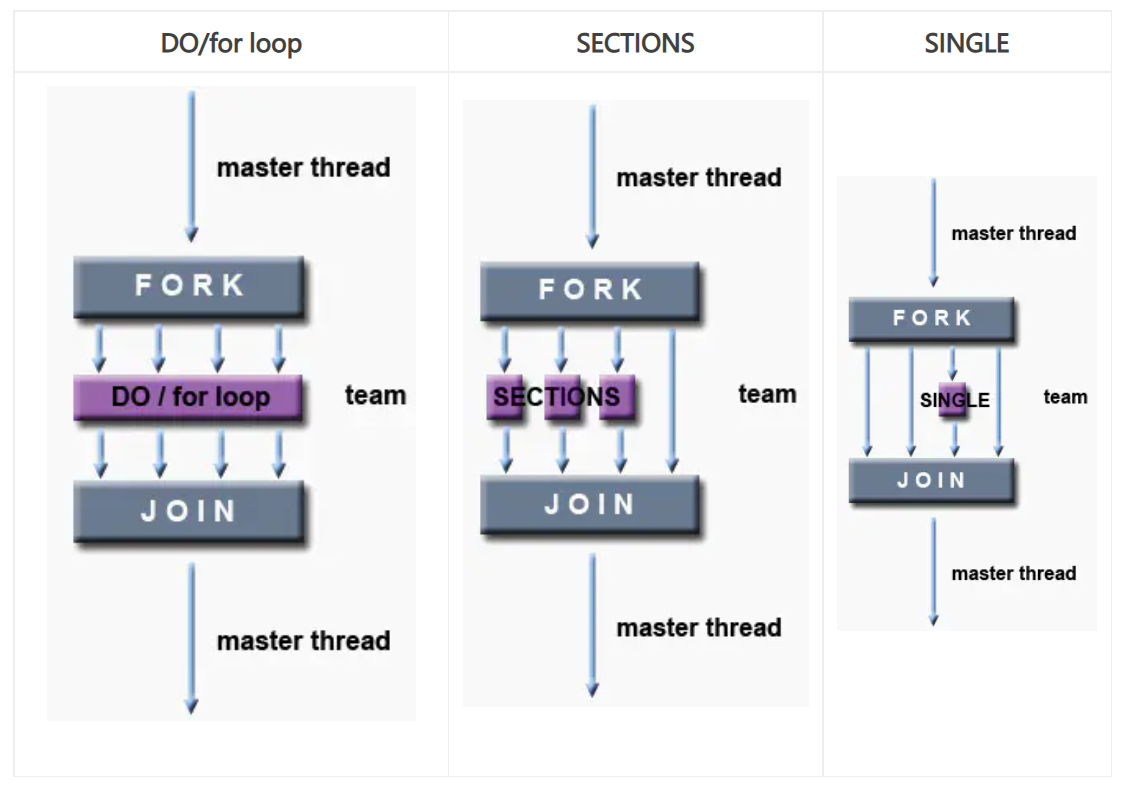 DO/for loop
SECTIONS
SINGLE
master thread
FORK
DO / for loop
team
JOIN
master thread
master thread
FORK
SECTIONS
team
JOIN
master thread
master thread
FORK
SINGLE
team
JOIN
master thread